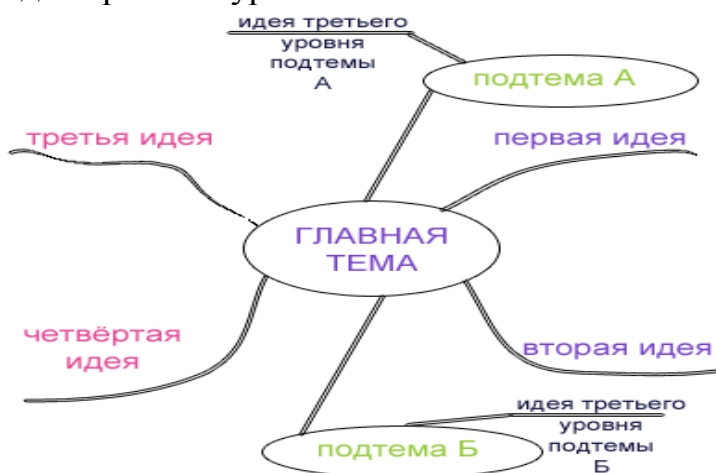 идея третьего
уровня
подтемы
А
подтема А
третья идея
первая идея
ГЛАВНАЯ
ТЕМА
четвёртая
идея
вторая идея
идея третьего
уровня
подтемы
Б
подтема Б